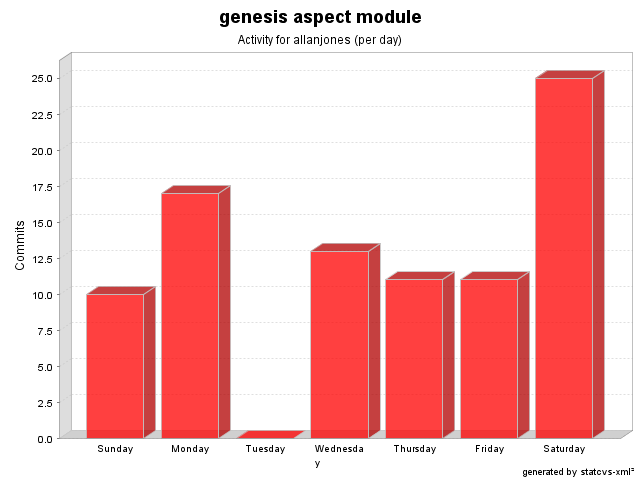 genesis aspect module
Activity for allanjones (per day)
Commits
25.0
22.5
20.0
17.5
15.0
12.5
10.0
7.5
5.0
2.5
0.0
Sunday Monday Tuesday Wednesda Thursday Friday Saturday
y
generated by statcvs-xml²